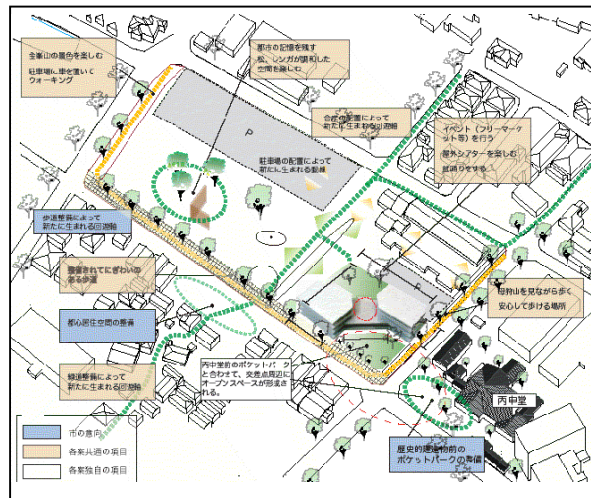 金峯山の景色を楽しむ
駐車場に車を置いて
ウォーキング
都市の記憶を残す
松、レンガが調和した
空間を楽しむ
合庁の配置によって
新たに生まれる回遊軸
イベント(フリーマーケ
ット等)を行う
屋外シアターを楽しむ
P
駐車場の配置によって
新たに生まれる動線
歩道整備によって
新たに生まれる回遊軸
整備されてにぎわいの
ある歩道
都心居住空間の整備
緑道整備によって
新たに生まれる回遊軸
母狩山を見ながら歩く
安心して歩ける場所
丙申堂前のポケットパーク
と合わせて、交差点周辺に
オープンスペースが形成さ
れる。
丙申堂
歴史的建造物前の
ポケットパークの整備
市の意向
各案共通の項目
各案独自の項目